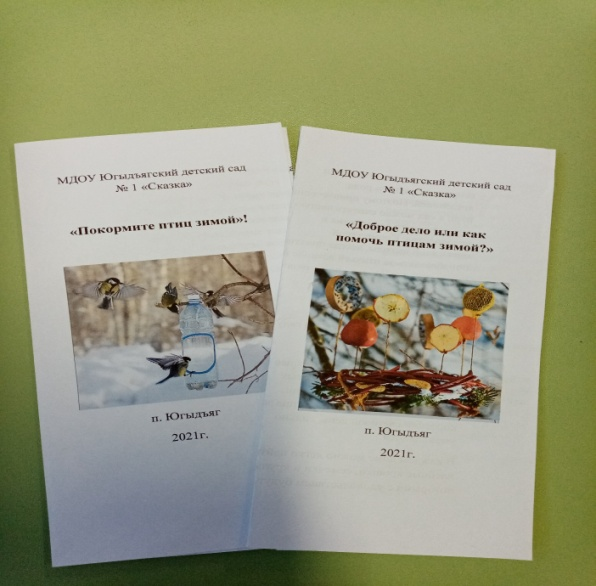 МДОУ Югыдъягский детский сад
№ 1 «Сказка»
«Покормите птиц зимой»!
п. Югыдъяг
2021г.
МДОУ Югыдъягский детский сад
№ 1 «Сказка»
«Доброе дело или как
помочь птицам зимой?»
п. Югыдъяг
2021г.